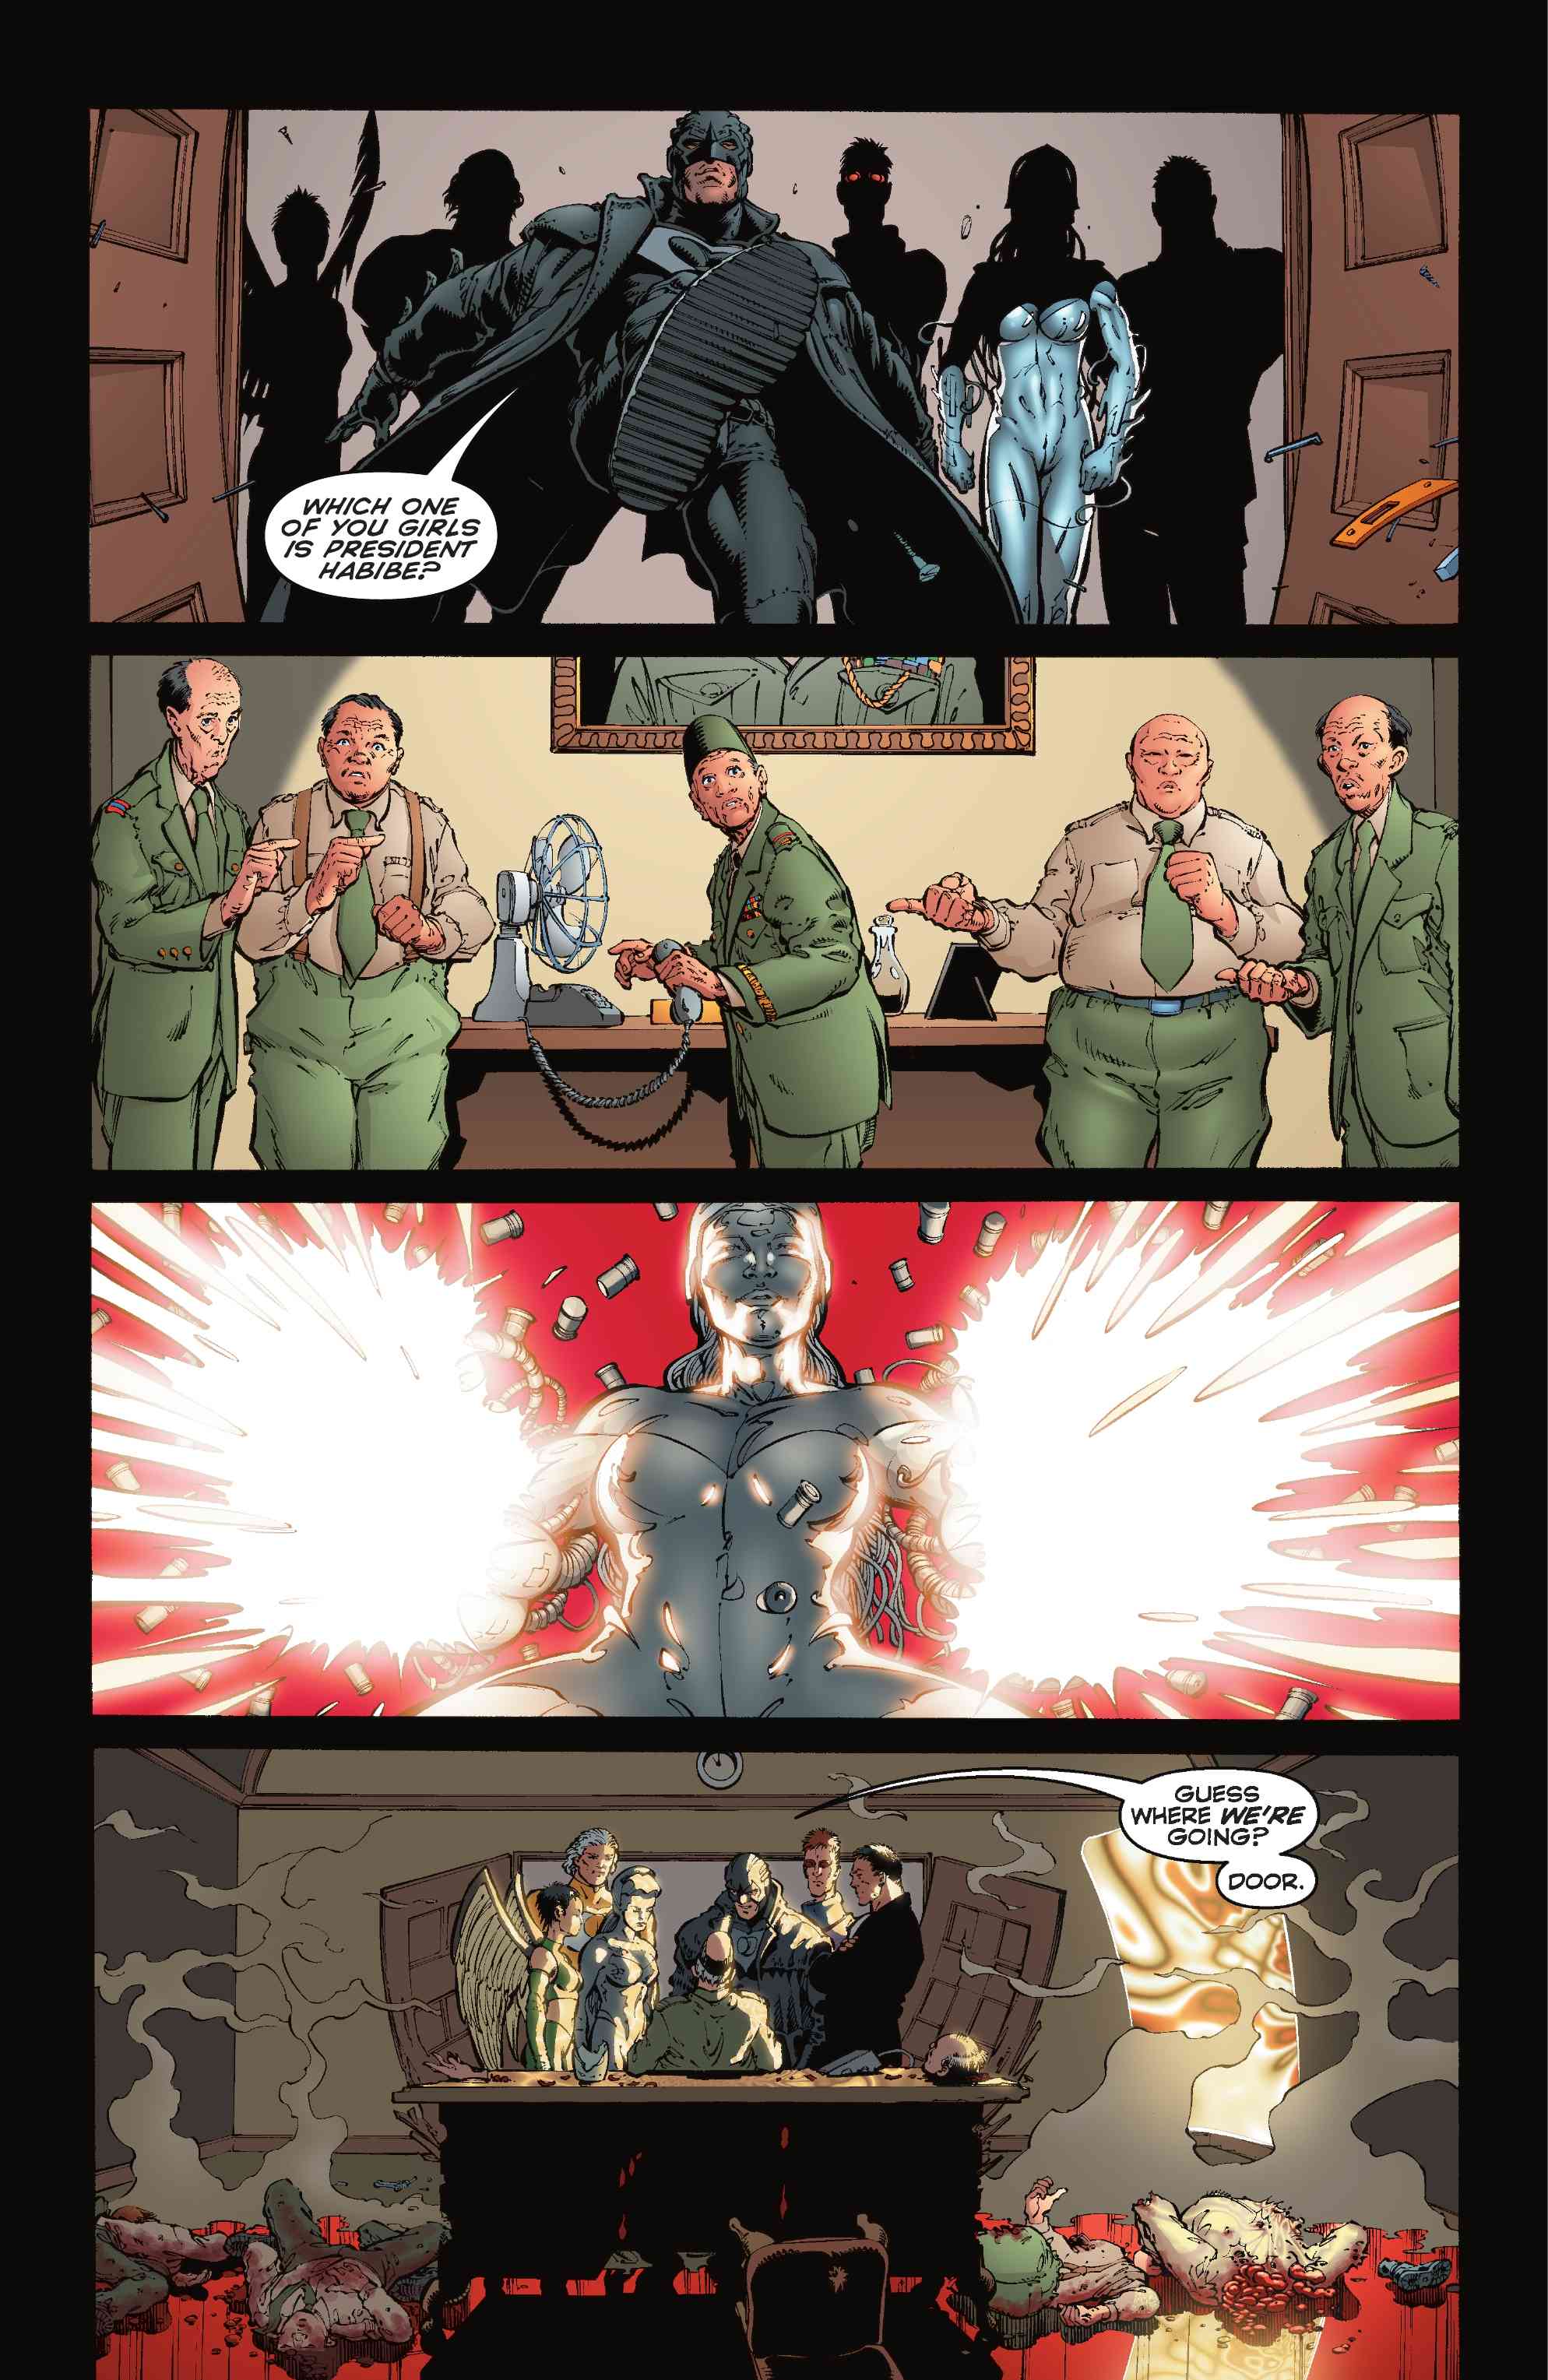 WHICH ONE
OF YOU GIRLS
IS PRESIDENT
HABIBE?
GUESS
WHERE WE'RE
GOING?
DOOR.